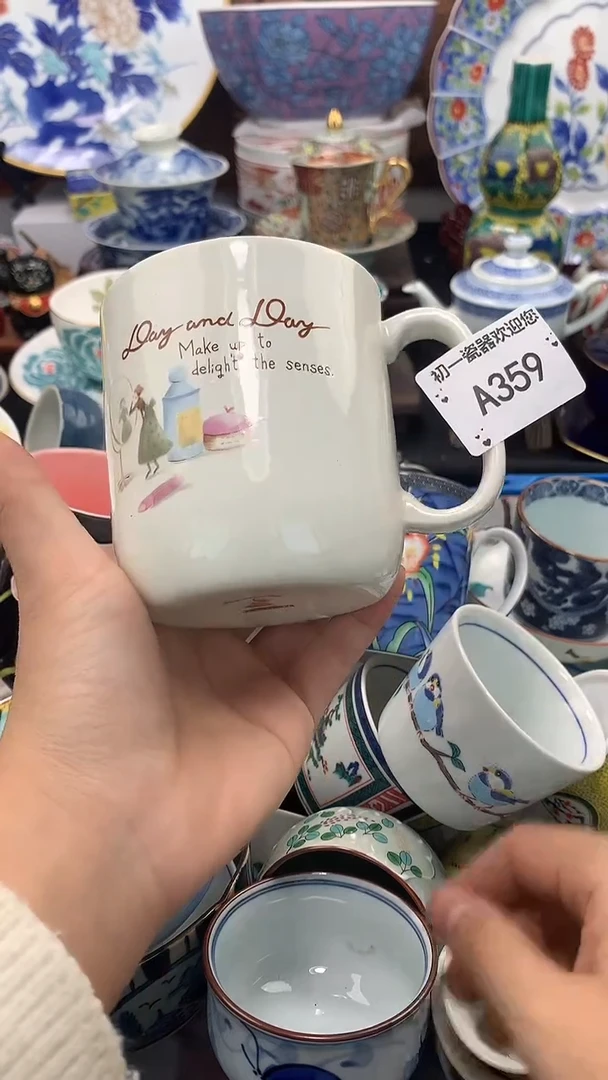 Day and Day
Make up to
delight the senses.
初一瓷器欢迎您
A359